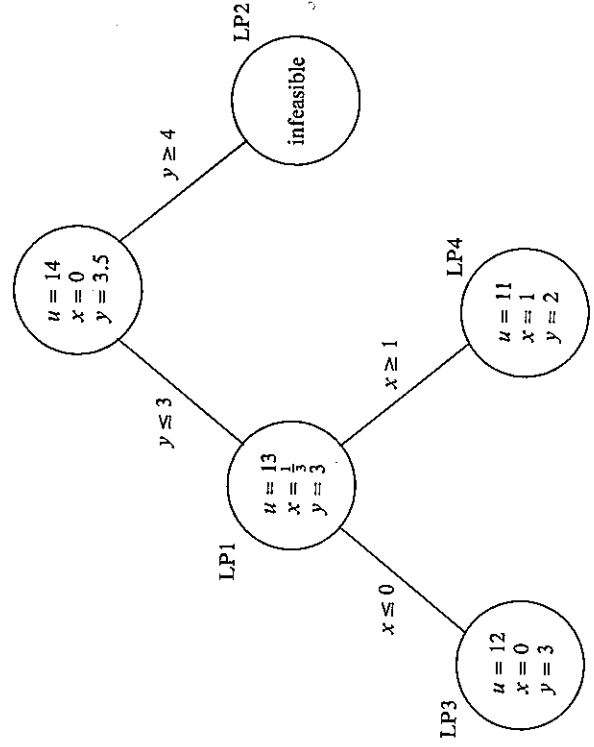 u = 14
x = 0
y = 3.5
y ≤ 3
y ≥ 4
LP1
u = 13
x = 1/3
y = 3
LP2
infeasible
x ≤ 0
x ≥ 1
LP3
u = 12
x = 0
y = 3
LP4
u = 11
x = 1
y = 2